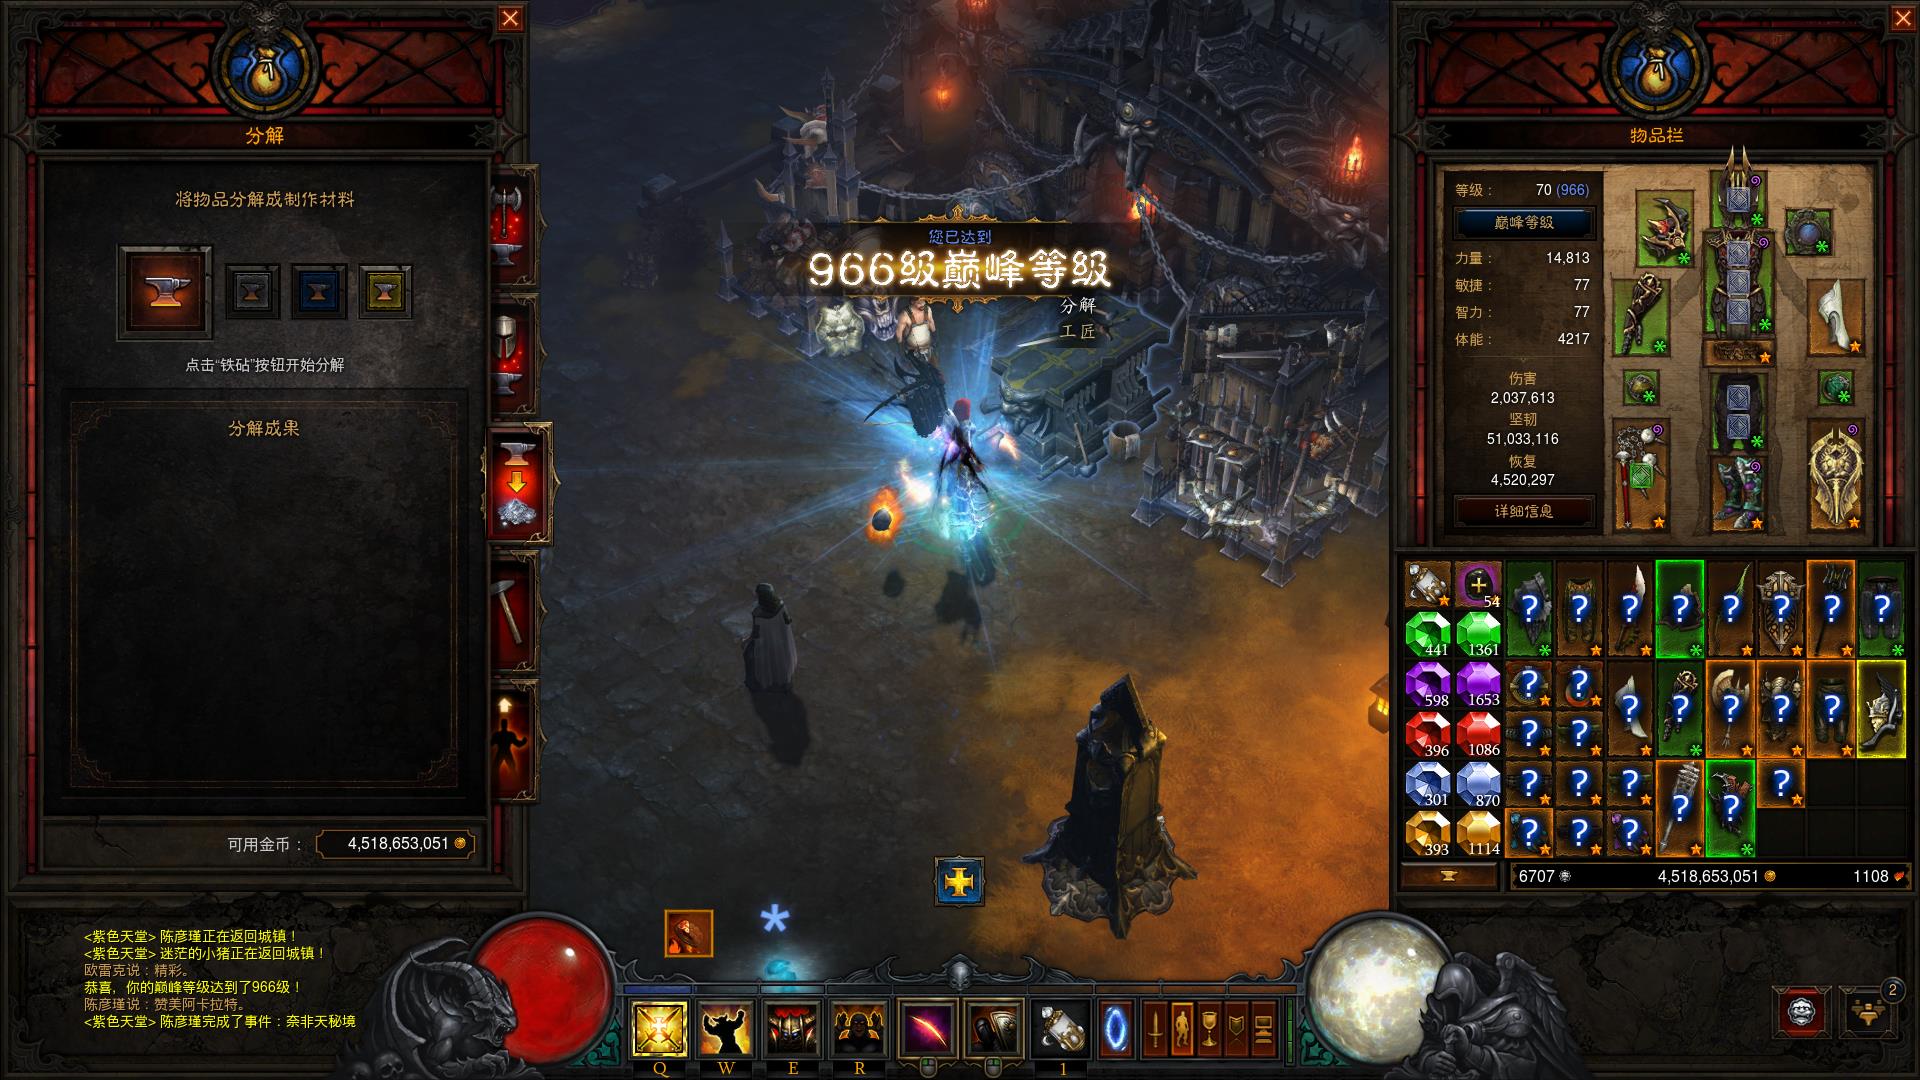 分解
将物品分解成制作材料
点击“铁砧”按钮开始分解
分解成果
可用金币：
4,518,653,051
<紫色天堂> 陈彦瑾正在返回城镇！
<紫色天堂> 迷茫的小猪正在返回城镇！
欧雷克说：精彩。
恭喜，你的巅峰等级达到了966级！
陈彦瑾说：赞美阿卡拉特。
<紫色天堂> 陈彦瑾完成了事件：奈非天秘境
您已达到
966级巅峰等级
分解
工匠
Q
W
E
R
1
物品栏
等级： 70 (966)
巅峰等级
力量： 14,813
敏捷： 77
智力： 77
体能： 4217
伤害
2,037,613
坚韧
51,033,116
恢复
4,520,297
详细信息
54
441 1361
598 1653
396 1086
301 870
393 1114
? ? ? ? ? ? ? ?
? ? ? ? ? ? ?
? ?
? ? ? ? ? ?
? ? ?
6707 4,518,653,051 1108
2